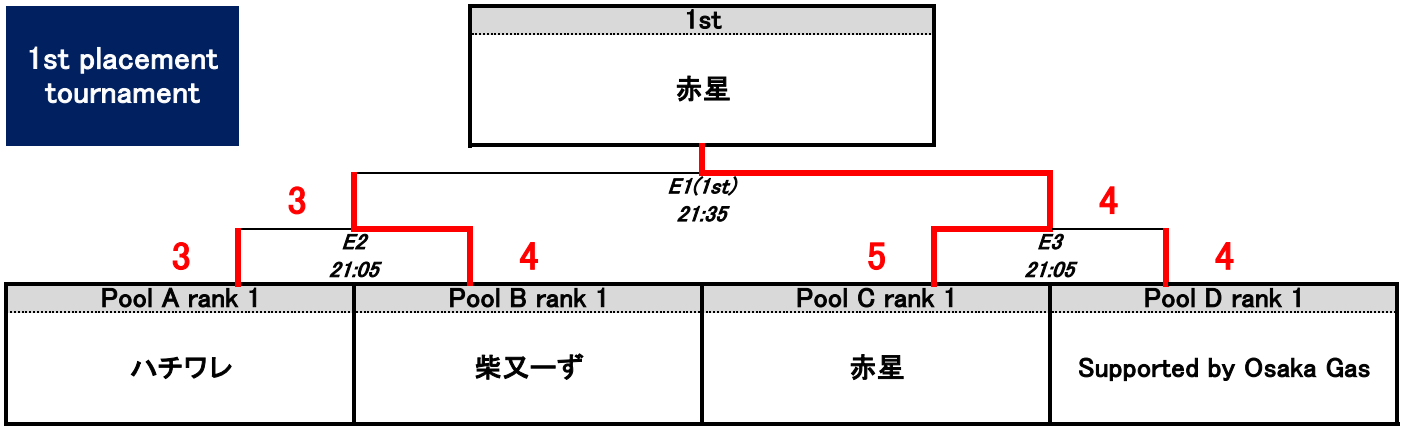 1st placement
tournament
1st
赤星
E1(1st)
21:35
3
4
E2
21:05
E3
21:05
3
4
5
4
Pool A rank 1
Pool B rank 1
Pool C rank 1
Pool D rank 1
ハチワレ
柴又一ず
赤星
Supported by Osaka Gas